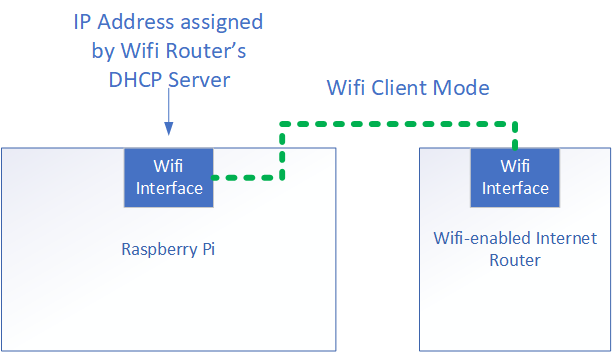 IP Address assigned
by Wifi Router's
DHCP Server
Wifi Client Mode
Wifi
Interface
Wifi
Interface
Raspberry Pi
Wifi-enabled Internet
Router